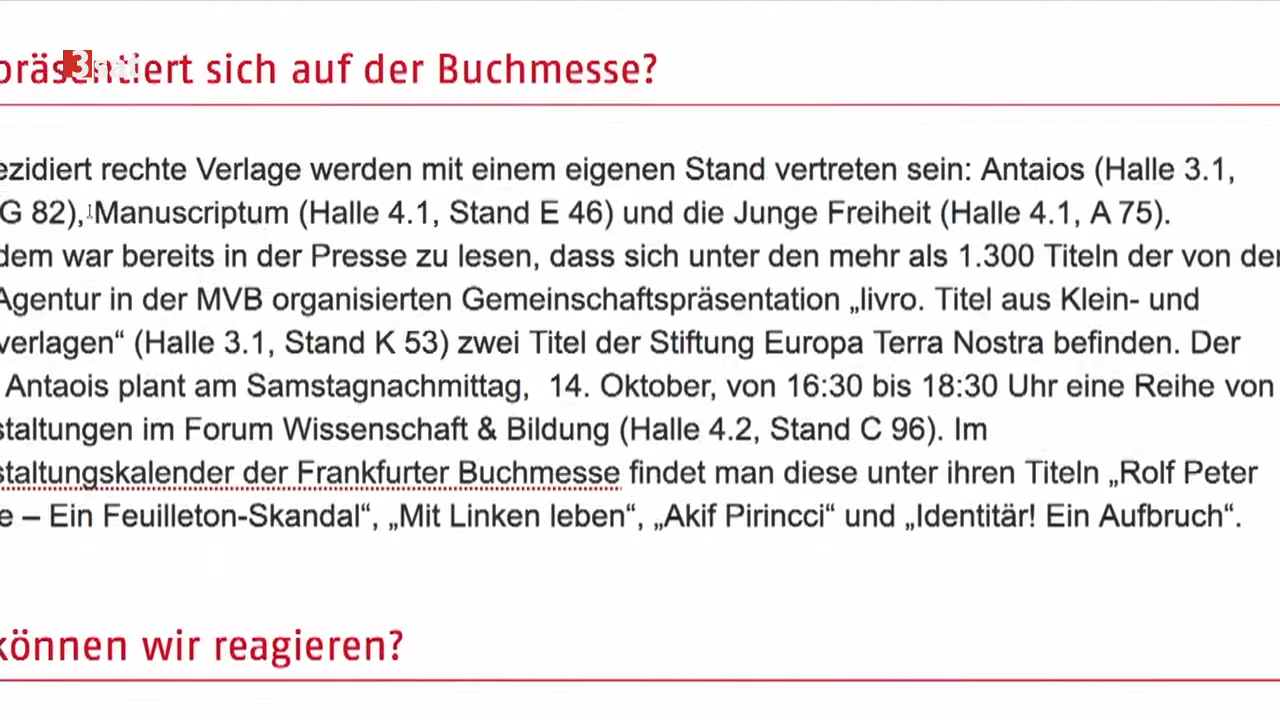 3sat
präsentiert sich auf der Buchmesse?
ezidiert rechte Verlage werden mit einem eigenen Stand vertreten sein: Antaios (Halle 3.1,
G 82), Manuscriptum (Halle 4.1, Stand E 46) und die Junge Freiheit (Halle 4.1, A 75).
dem war bereits in der Presse zu lesen, dass sich unter den mehr als 1.300 Titeln der von der
Agentur in der MVB organisierten Gemeinschaftspräsentation „livro. Titel aus Klein- und
verlagen“ (Halle 3.1, Stand K 53) zwei Titel der Stiftung Europa Terra Nostra befinden. Der
Antaois plant am Samstagnachmittag, 14. Oktober, von 16:30 bis 18:30 Uhr eine Reihe von
staltungen im Forum Wissenschaft & Bildung (Halle 4.2, Stand C 96). Im
staltungskalender der Frankfurter Buchmesse findet man diese unter ihren Titeln „Rolf Peter
e – Ein Feuilleton-Skandal“, „Mit Linken leben“, „Akif Pirincci“ und „Identitär! Ein Aufbruch“.
können wir reagieren?